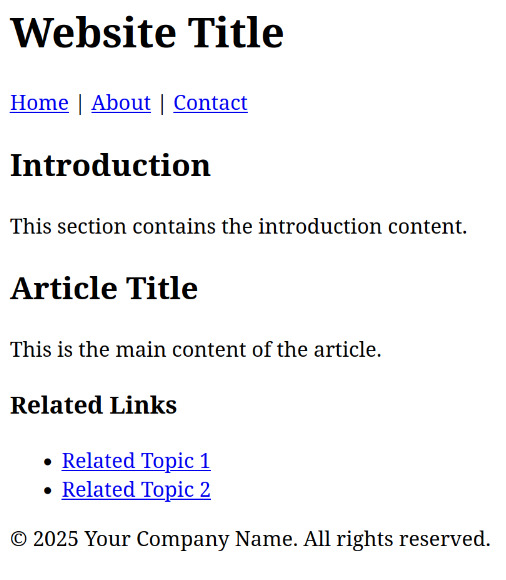 Website Title
Home | About | Contact
Introduction
This section contains the introduction content.
Article Title
This is the main content of the article.
Related Links
• Related Topic 1
• Related Topic 2
© 2025 Your Company Name. All rights reserved.